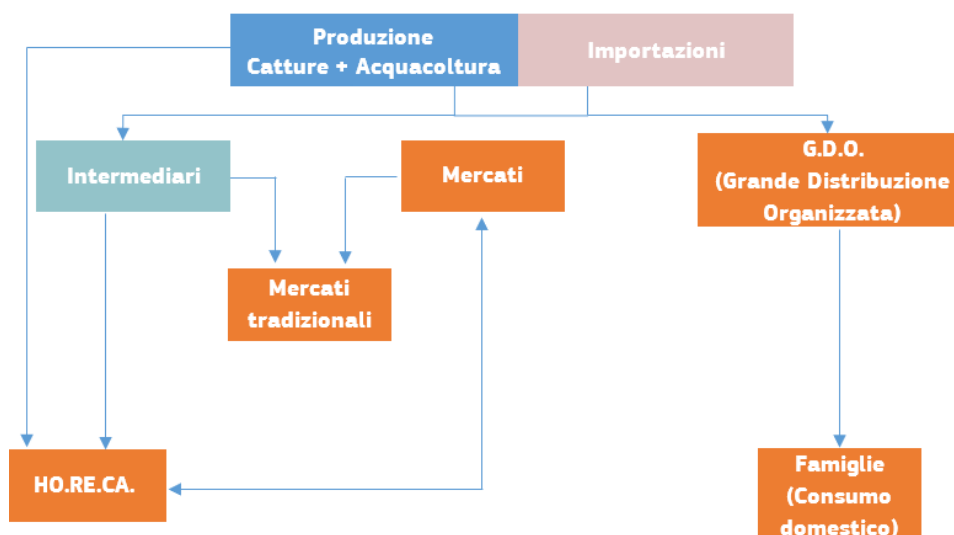 Produzione
Catture + Acquacoltura
Importazioni
Intermediari
Mercati
G.D.O.
(Grande Distribuzione
Organizzata)
Mercati
tradizionali
HO.RE.CA.
Famiglie
(Consumo
domestico)